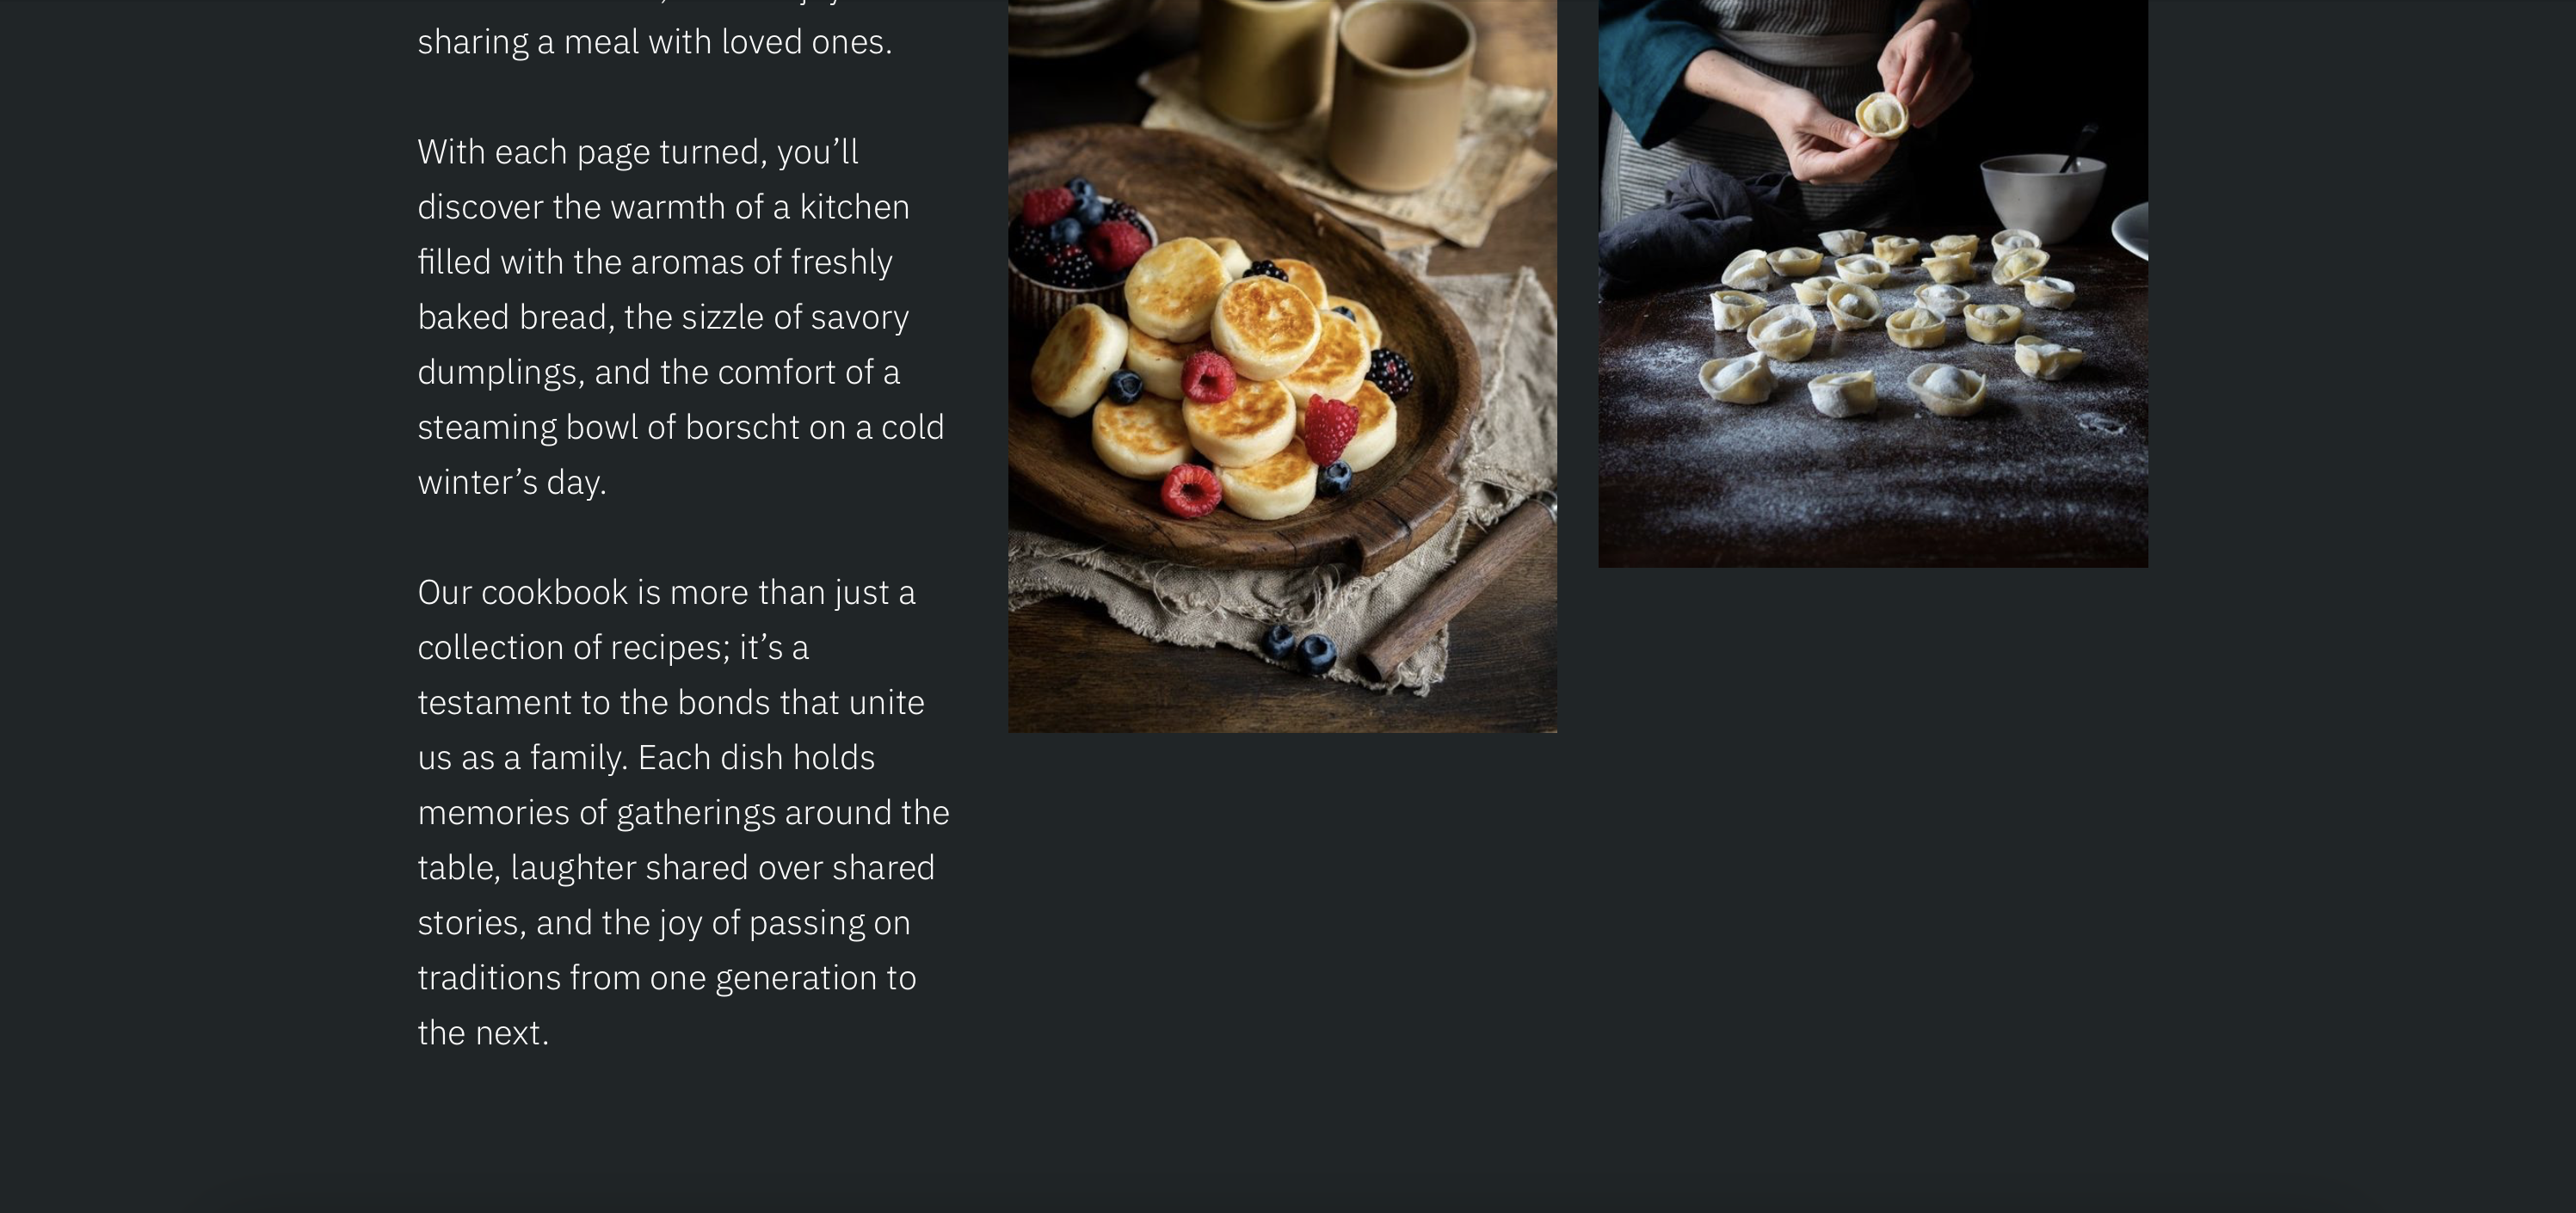 sharing a meal with loved ones.
With each page turned, you’ll
discover the warmth of a kitchen
filled with the aromas of freshly
baked bread, the sizzle of savory
dumplings, and the comfort of a
steaming bowl of borscht on a cold
winter’s day.
Our cookbook is more than just a
collection of recipes; it’s a
testament to the bonds that unite
us as a family. Each dish holds
memories of gatherings around the
table, laughter shared over shared
stories, and the joy of passing on
traditions from one generation to
the next.